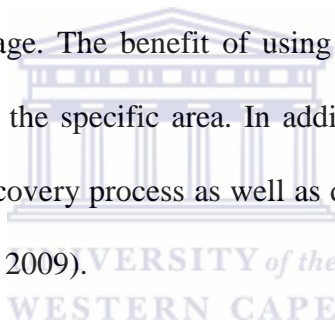 age. The benefit of using
the specific area. In addi
covery process as well as
2009).
UNIVERSITY of the
WESTERN CAPE